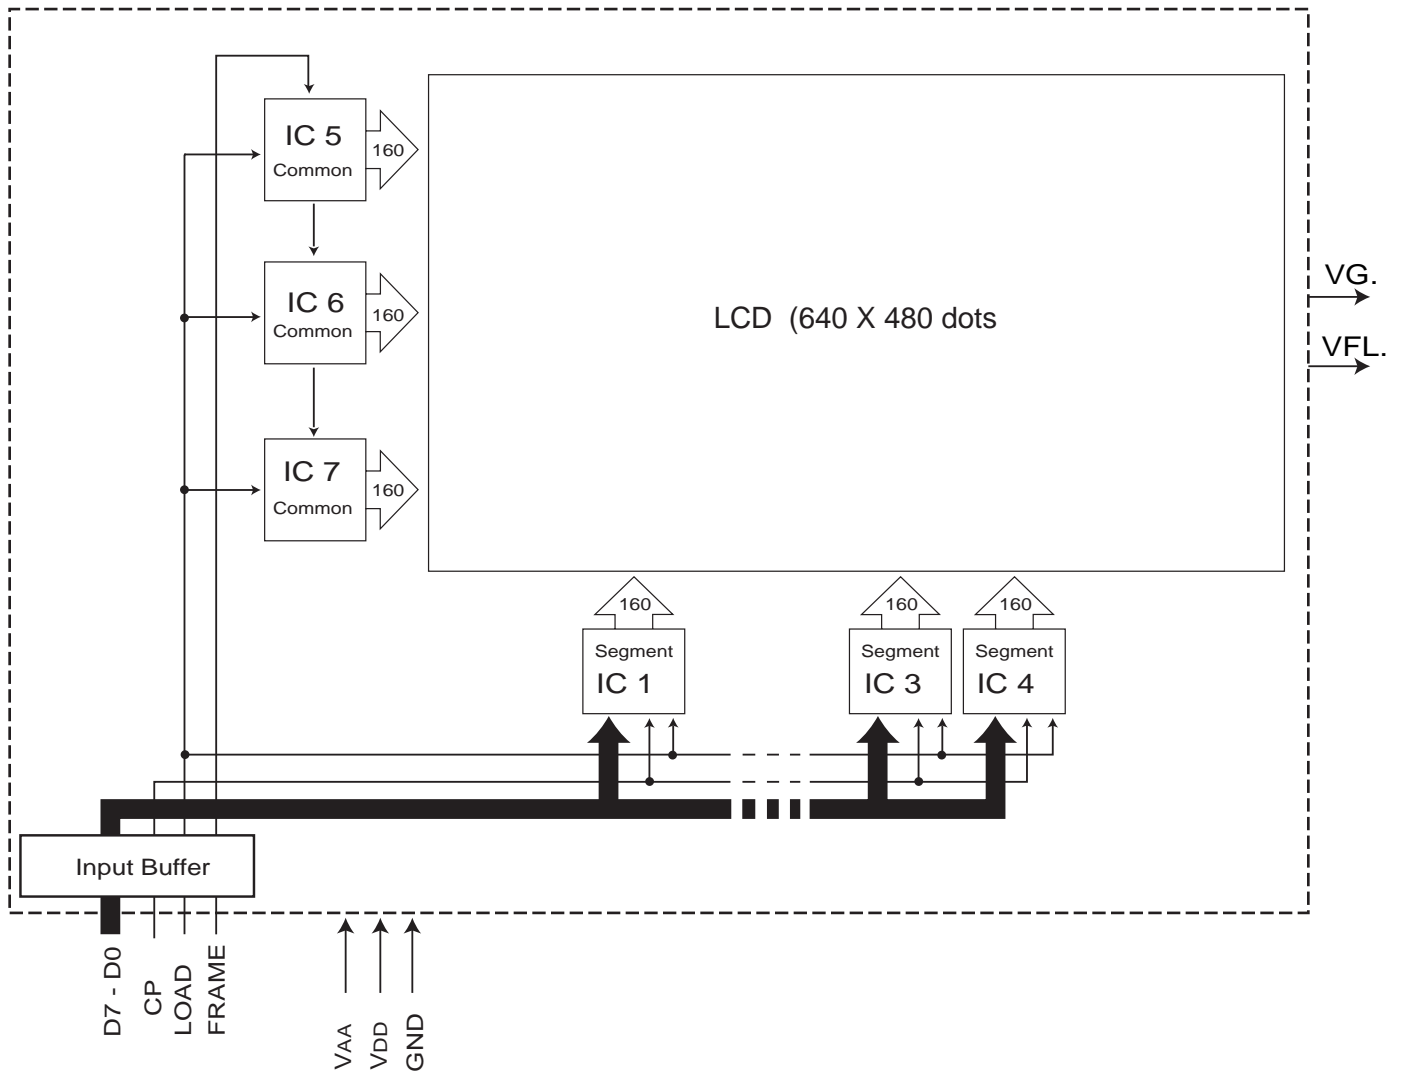 IC 5
Common
160
IC 6
Common
160
IC 7
Common
160
LCD (640 X 480 dots
VG.
VFL.
160
Segment
IC 1
160
Segment
IC 3
160
Segment
IC 4
Input Buffer
D7 - D0
CP
LOAD
FRAME
VAA
VDD
GND